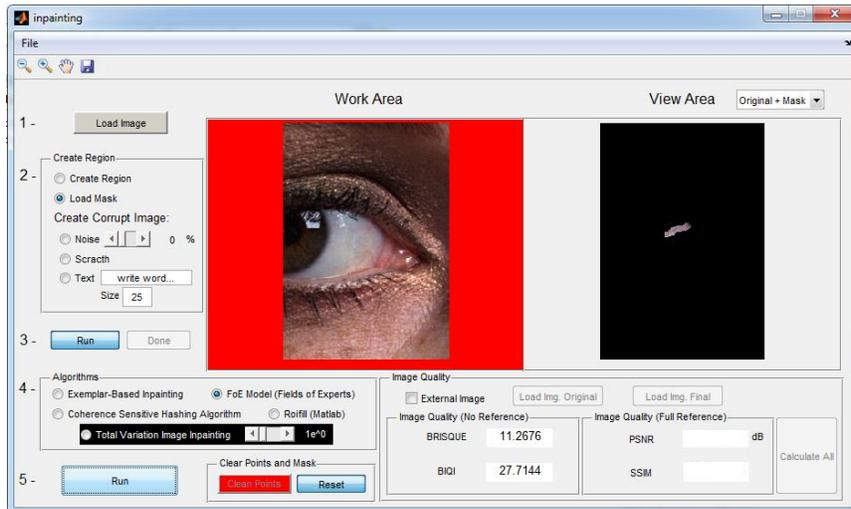 inpainting
File
Work Area
View Area
Original + Mask
1 -
Load Image
Create Region
2 -
Create Region
Load Mask
Create Corrupt Image:
Noise
0 %
Scracth
Text
write word...
Size
25
3 -
Run
Done
4 -
Algorithms
Exemplar-Based Inpainting
FoE Model (Fields of Experts)
Coherence Sensitive Hashing Algorithm
Roifill (Matlab)
Total Variation Image Inpainting
1e^0
5 -
Run
Clear Points and Mask
Clean Points
Reset
Image Quality
External Image
Load Img. Original
Load Img. Final
Image Quality (No Reference)
BRISQUE
11.2676
BIQI
27.7144
Image Quality (Full Reference)
PSNR
dB
SSIM
Calculate All